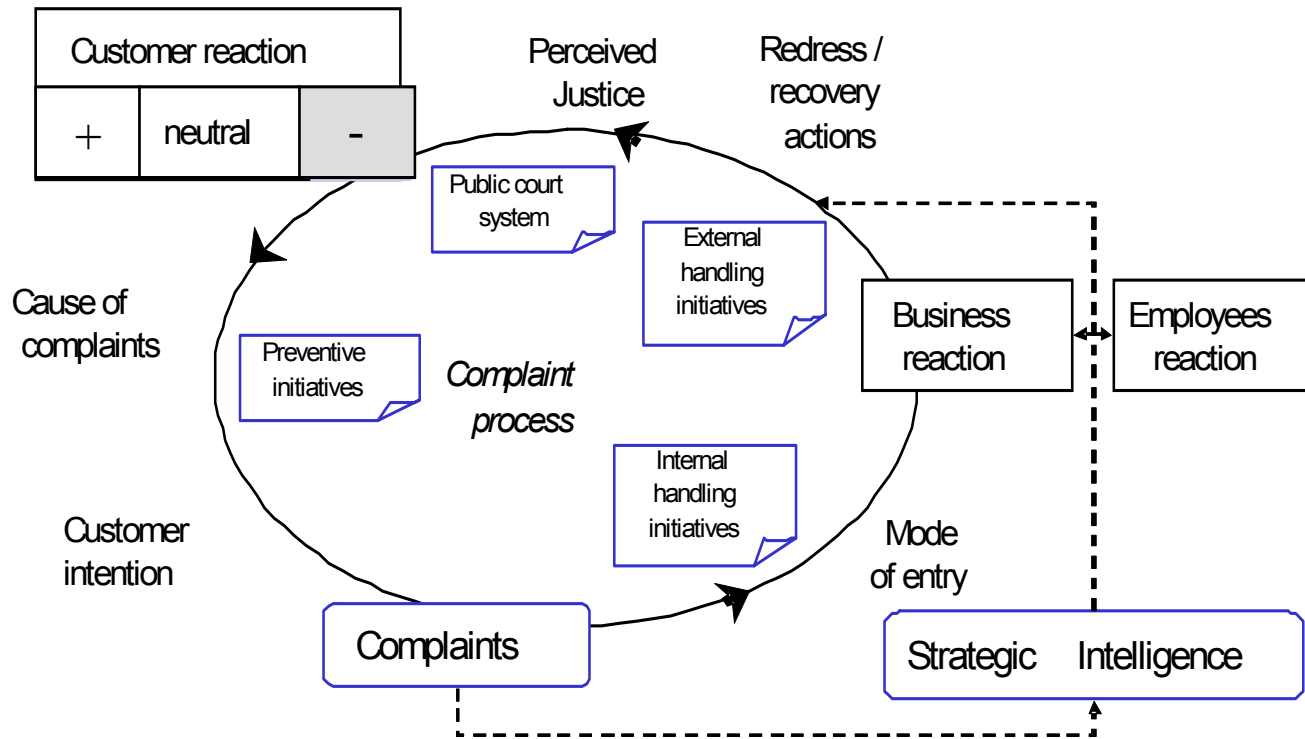 Customer reaction
+ neutral -
Perceived
Justice
Redress /
recovery
actions
Public court
system
External
handling
initiatives
Cause of
complaints
Preventive
initiatives
Complaint
process
Business
reaction
Employees
reaction
Internal
handling
initiatives
Customer
intention
Mode
of entry
Complaints
Strategic Intelligence